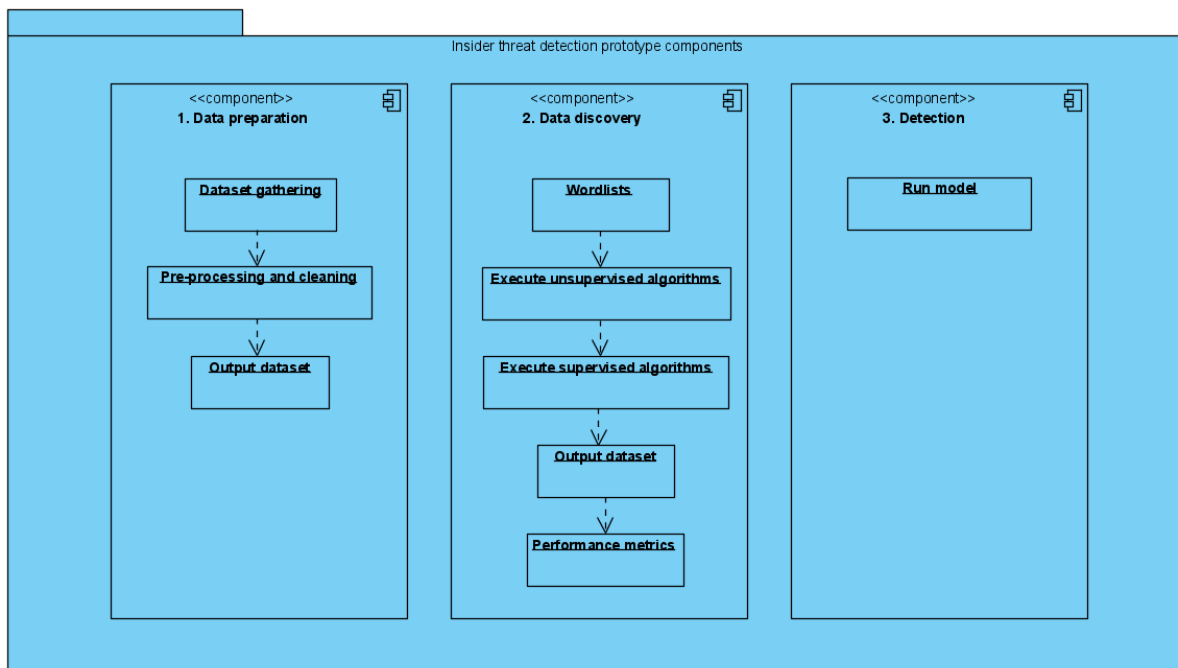 Insider threat detection prototype components
<<component>>
1. Data preparation
Dataset gathering
Pre-processing and cleaning
Output dataset
<<component>>
2. Data discovery
Wordlists
Execute unsupervised algorithms
Execute supervised algorithms
Output dataset
Performance metrics
<<component>>
3. Detection
Run model